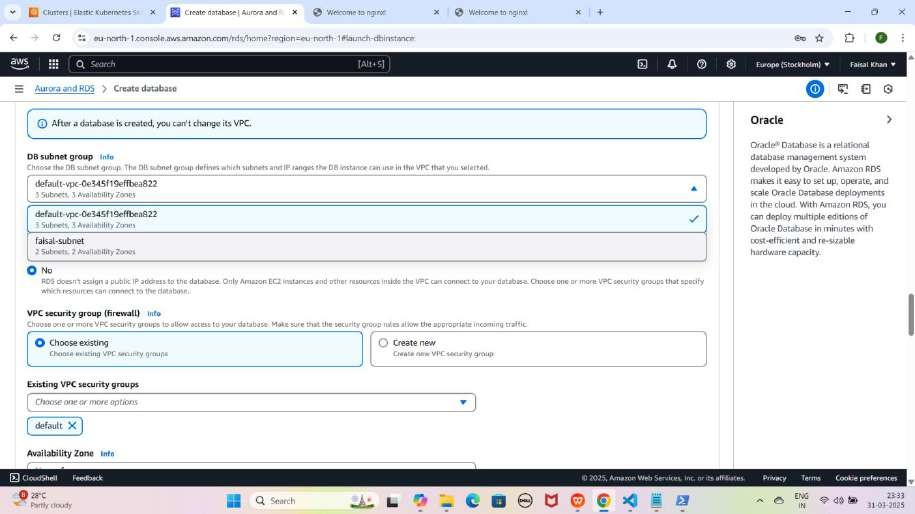 Clusters | Elastic Kubernetes Se
Create database | Aurora and R
Welcome to nginx!
Welcome to nginx!
eu-north-1.console.aws.amazon.com/rds/home?region=eu-north-1#launch-dbinstance:
F
aws
Search
[Alt+S]
Europe (Stockholm)
Faisal Khan
Aurora and RDS > Create database
After a database is created, you can't change its VPC.
DB subnet group Info
Choose the DB subnet group. The DB subnet group defines which subnets and IP ranges the DB instance can use in the VPC that you selected.
default-vpc-0e345f19effbea822
3 Subnets, 3 Availability Zones
default-vpc-0e345f19effbea822
3 Subnets, 3 Availability Zones
faisal-subnet
2 Subnets, 2 Availability Zones
No
RDS doesn't assign a public IP address to the database. Only Amazon EC2 instances and other resources inside the VPC can connect to your database. Choose one or more VPC security groups that specify
which resources can connect to the database.
VPC security group (firewall) Info
Choose one or more VPC security groups to allow access to your database. Make sure that the security group rules allow the appropriate incoming traffic.
Choose existing
Choose existing VPC security groups
Create new
Create new VPC security group
Existing VPC security groups
Choose one or more options
default
Availability Zone Info
Oracle
Oracle® Database is a relational
database management system
developed by Oracle. Amazon RDS
makes it easy to set up, operate, and
scale Oracle Database deployments
in the cloud. With Amazon RDS, you
can deploy multiple editions of
Oracle Database in minutes with
cost-efficient and re-sizable
hardware capacity.
CloudShell Feedback
© 2025, Amazon Web Services, Inc. or its affiliates. Privacy Terms Cookie preferences
28°C
Partly cloudy
Search
DELL
ENG
IN
23:33
31-03-2025